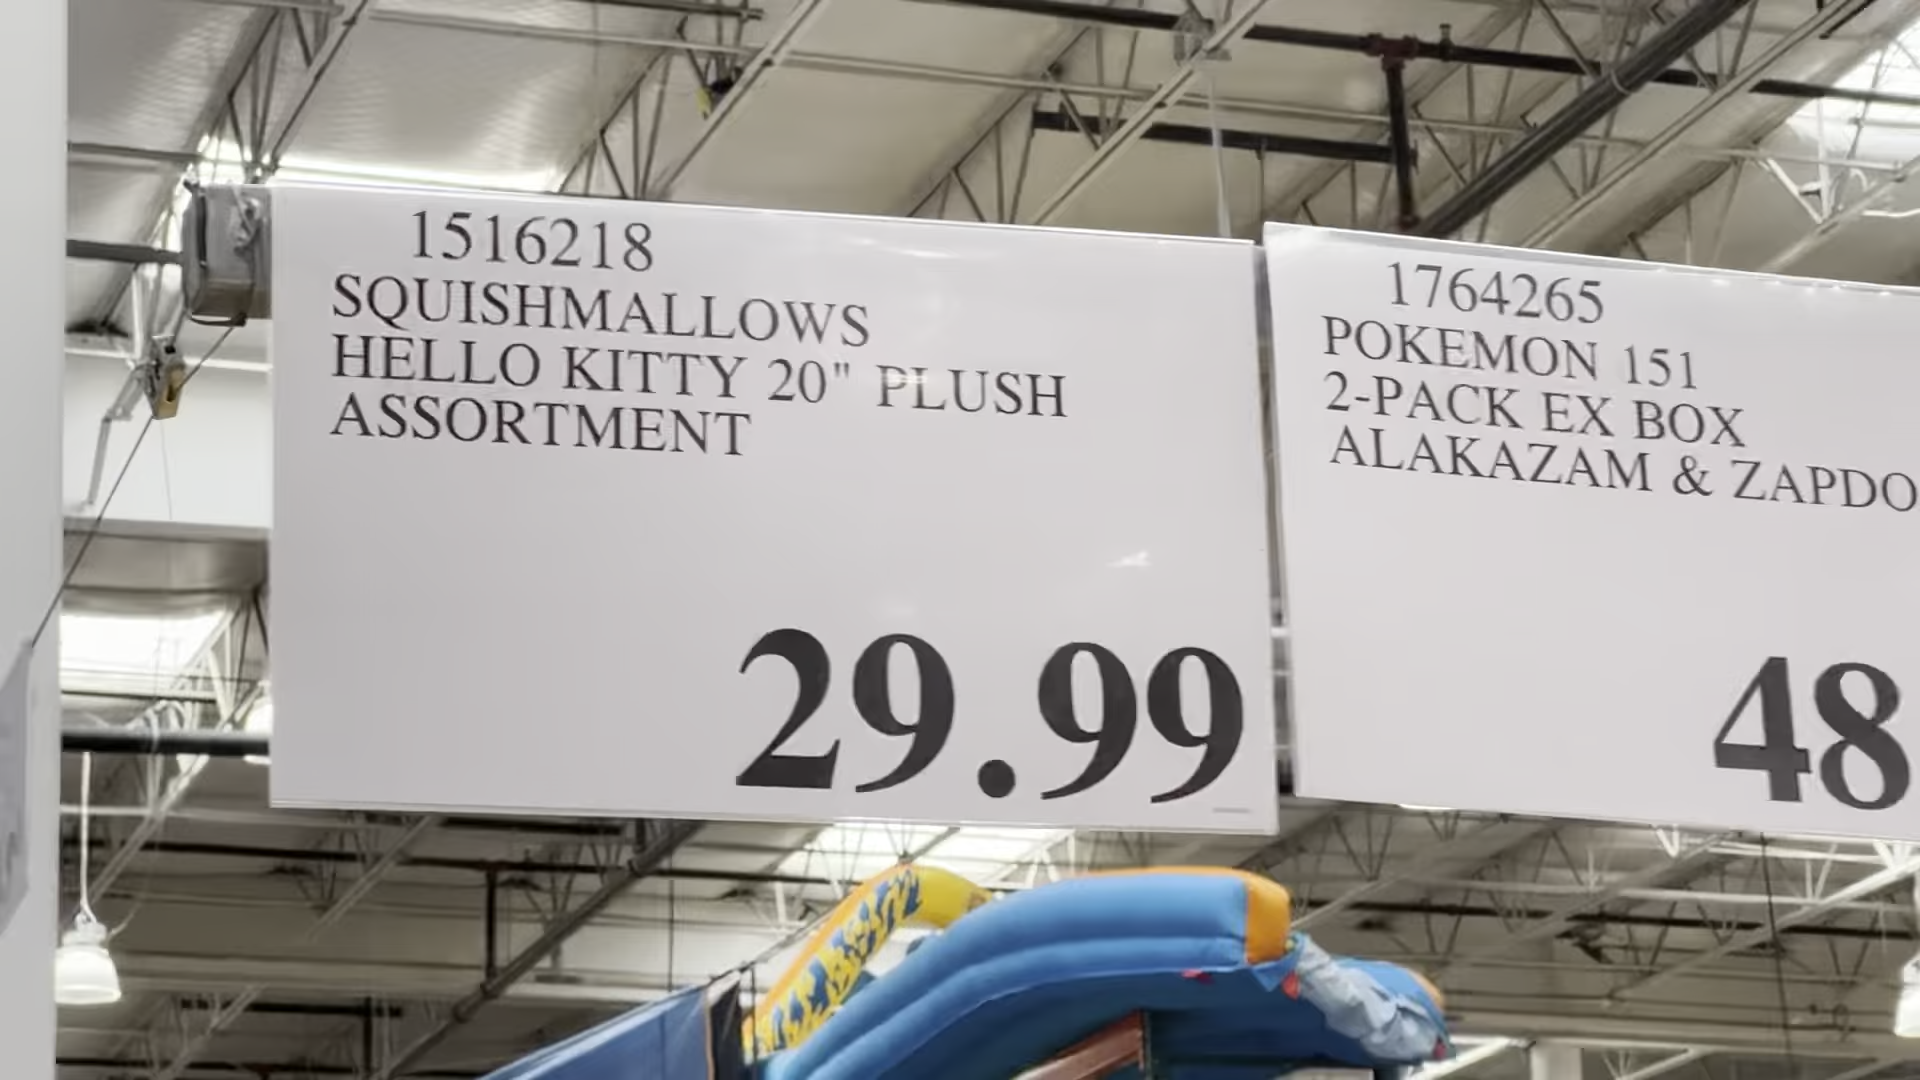 1516218
SQUISHMALLOWS
HELLO KITTY 20" PLUSH
ASSORTMENT
29.99
1764265
POKEMON 151
2-PACK EX BOX
ALAKAZAM & ZAPDO
48